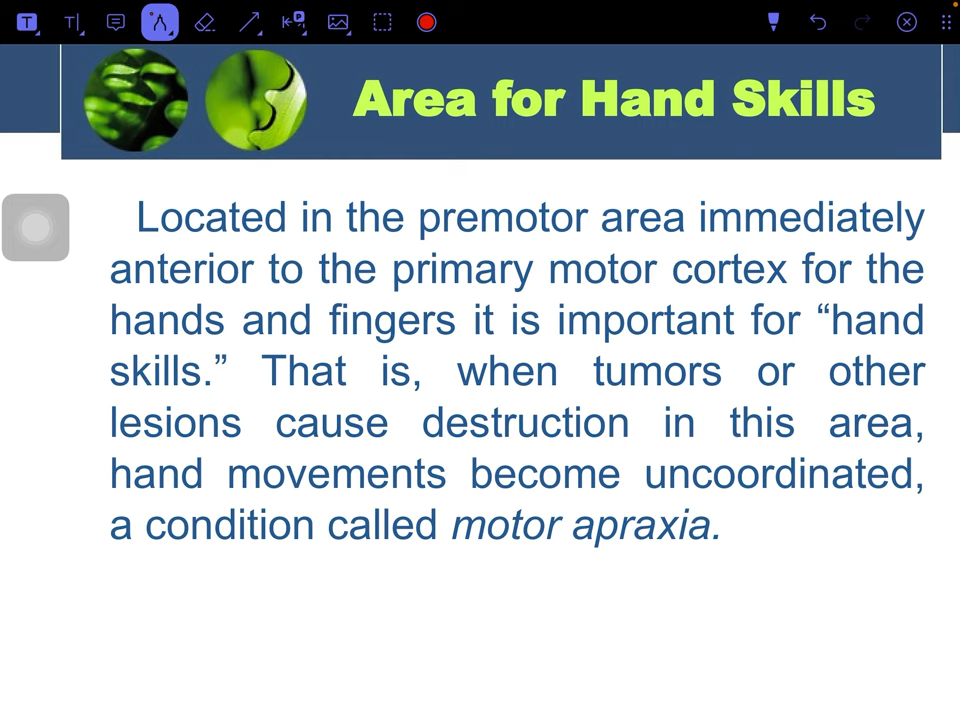 Area for Hand Skills
Located in the premotor area immediately
anterior to the primary motor cortex for the
hands and fingers it is important for “hand
skills.” That is, when tumors or other
lesions cause destruction in this area,
hand movements become uncoordinated,
a condition called motor apraxia.